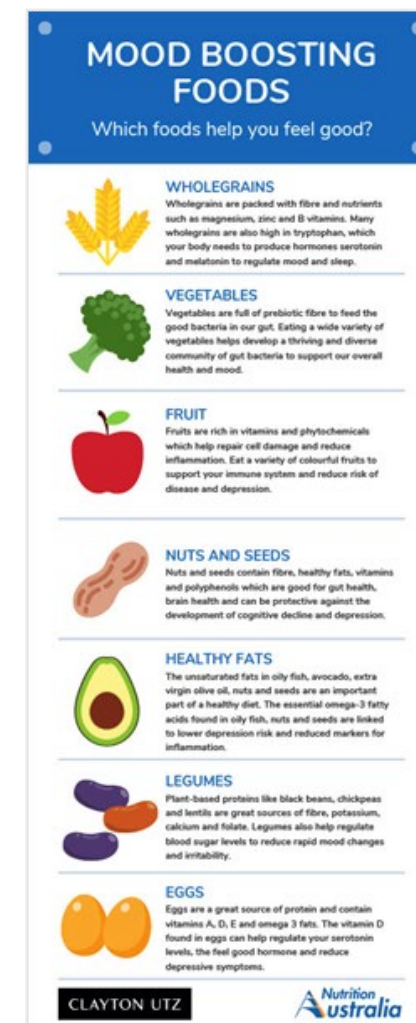 MOOD BOOSTING
FOODS
Which foods help you feel good?
WHOLEGRAINS
Wholegrains are packed with fibre and nutrients
such as magnesium, zinc and B vitamins. Many
wholegrains are also high in tryptophan, which
your body needs to produce hormones serotonin
and melatonin to regulate mood and sleep.
VEGETABLES
Vegetables are full of prebiotic fibre to feed the
good bacteria in our gut. Eating a wide variety of
vegetables helps develop a thriving and diverse
community of gut bacteria to support our overall
health and mood.
FRUIT
Fruits are rich in vitamins and phytochemicals
which help repair cell damage and reduce
inflammation. Eat a variety of colourful fruits to
support your immune system and reduce risk of
disease and depression.
NUTS AND SEEDS
Nuts and seeds contain fibre, healthy fats, vitamins
and polyphenols which are good for gut health,
brain health and can be protective against the
development of cognitive decline and depression.
HEALTHY FATS
The unsaturated fats in oily fish, avocado, extra
virgin olive oil, nuts and seeds are an important
part of a healthy diet. The essential omega-3 fatty
acids found in oily fish, nuts and seeds are linked
to lower depression risk and reduced markers for
inflammation.
LEGUMES
Plant-based proteins like black beans, chickpeas
and lentils are great sources of fibre, potassium,
calcium and folate. Legumes also help regulate
blood sugar levels to reduce rapid mood changes
and irritability.
EGGS
Eggs are a great source of protein and contain
vitamins A, D, E and omega 3 fats. The vitamin D
found in eggs can help regulate your serotonin
levels, the feel good hormone and reduce
depressive symptoms.
CLAYTON UTZ
Nutrition
Australia